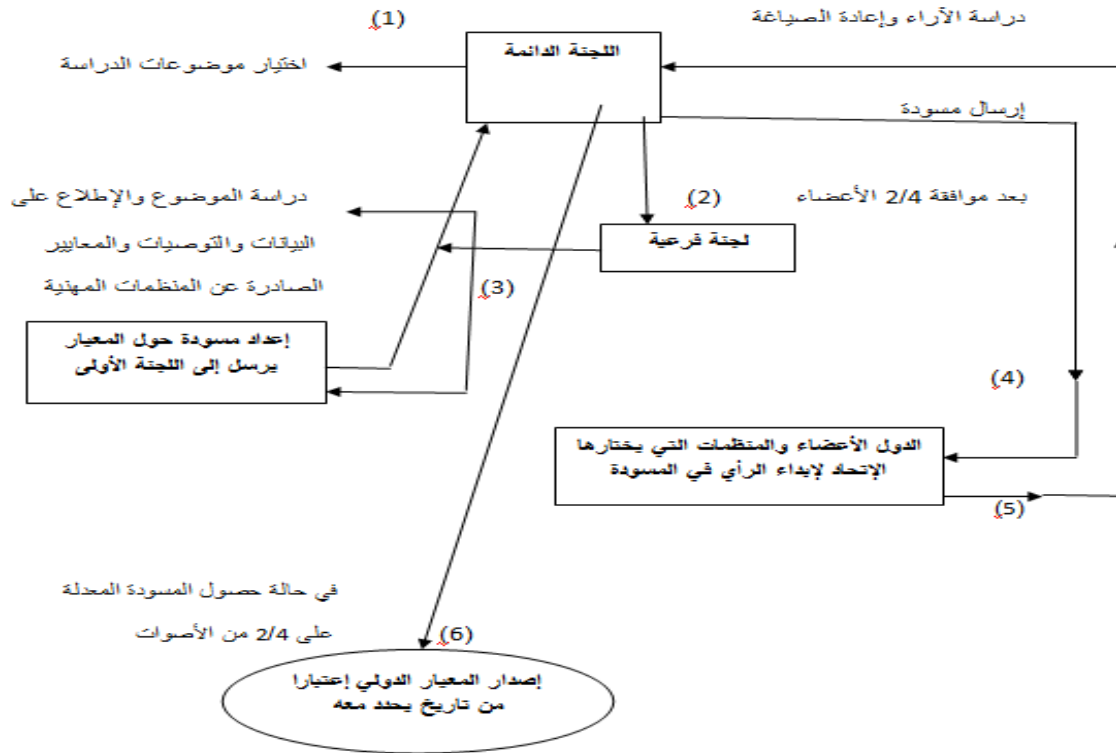 (1)
دراسة الآراء وإعادة الصياغة
اللجنة الدائمة
اختيار موضوعات الدراسة
إرسال مسودة
دراسة الموضوع والإطلاع على
البيانات والتوصيات والمعايير
الصادرة عن المنظمات المهنية
(2)
بعد موافقة 2/4 الأعضاء
لجنة فرعية
(3)
إعداد مسودة حول المعيار
يرسل إلى اللجنة الأولى
(4)
الدول الأعضاء والمنظمات التي يختارها
الإتحاد لإبداء الرأي في المسودة
(5)
في حالة حصول المسودة المعدلة
على 2/4 من الأصوات
(6)
إصدار المعيار الدولي إعتبارا
من تاريخ يحدد معه